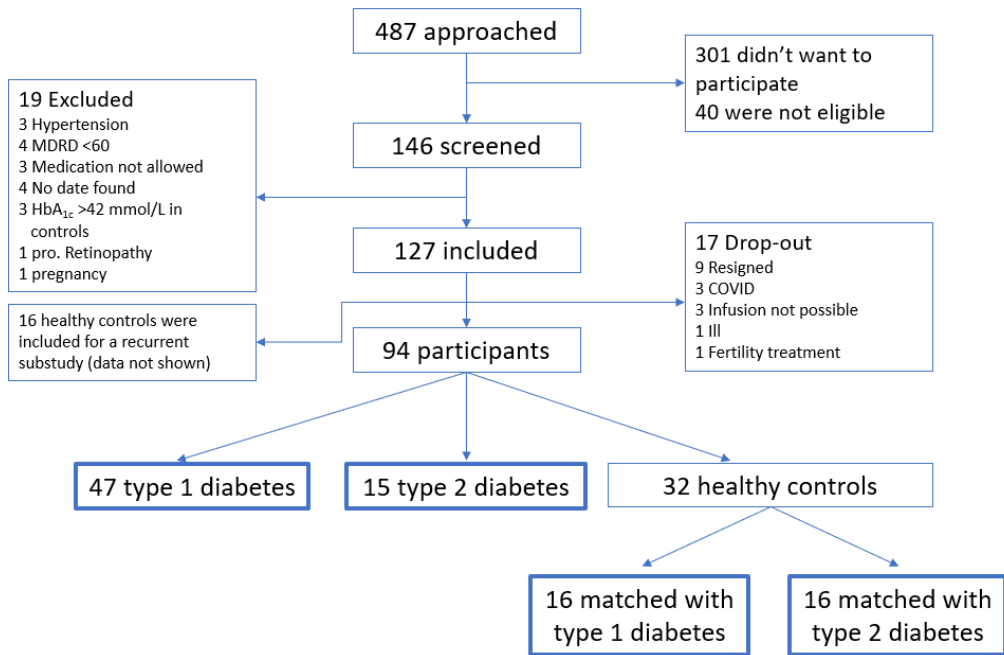 487 approached
301 didn't want to
participate
40 were not eligible
19 Excluded
3 Hypertension
4 MDRD <60
3 Medication not allowed
4 No date found
3 HbA1c >42 mmol/L in
controls
1 pro. Retinopathy
1 pregnancy
146 screened
127 included
17 Drop-out
9 Resigned
3 COVID
3 Infusion not possible
1 Ill
1 Fertility treatment
16 healthy controls were
included for a recurrent
substudy (data not shown)
94 participants
47 type 1 diabetes
15 type 2 diabetes
32 healthy controls
16 matched with
type 1 diabetes
16 matched with
type 2 diabetes